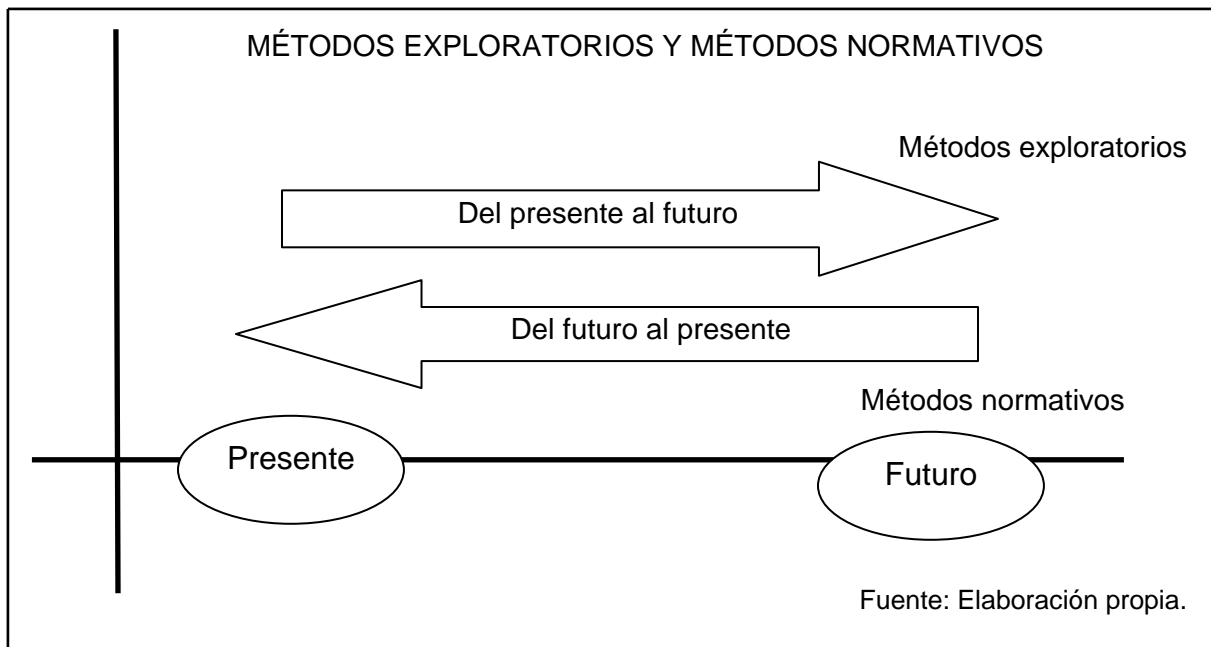 MÉTODOS EXPLORATORIOS Y MÉTODOS NORMATIVOS
Métodos exploratorios
Del presente al futuro
Del futuro al presente
Métodos normativos
Presente
Futuro
Fuente: Elaboración propia.